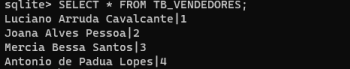 sqlite> SELECT * FROM TB_VENDEDORES;
Luciano Arruda Cavalcante|1
Joana Alves Pessoa|2
Mercia Bessa Santos|3
Antonio de Padua Lopes|4